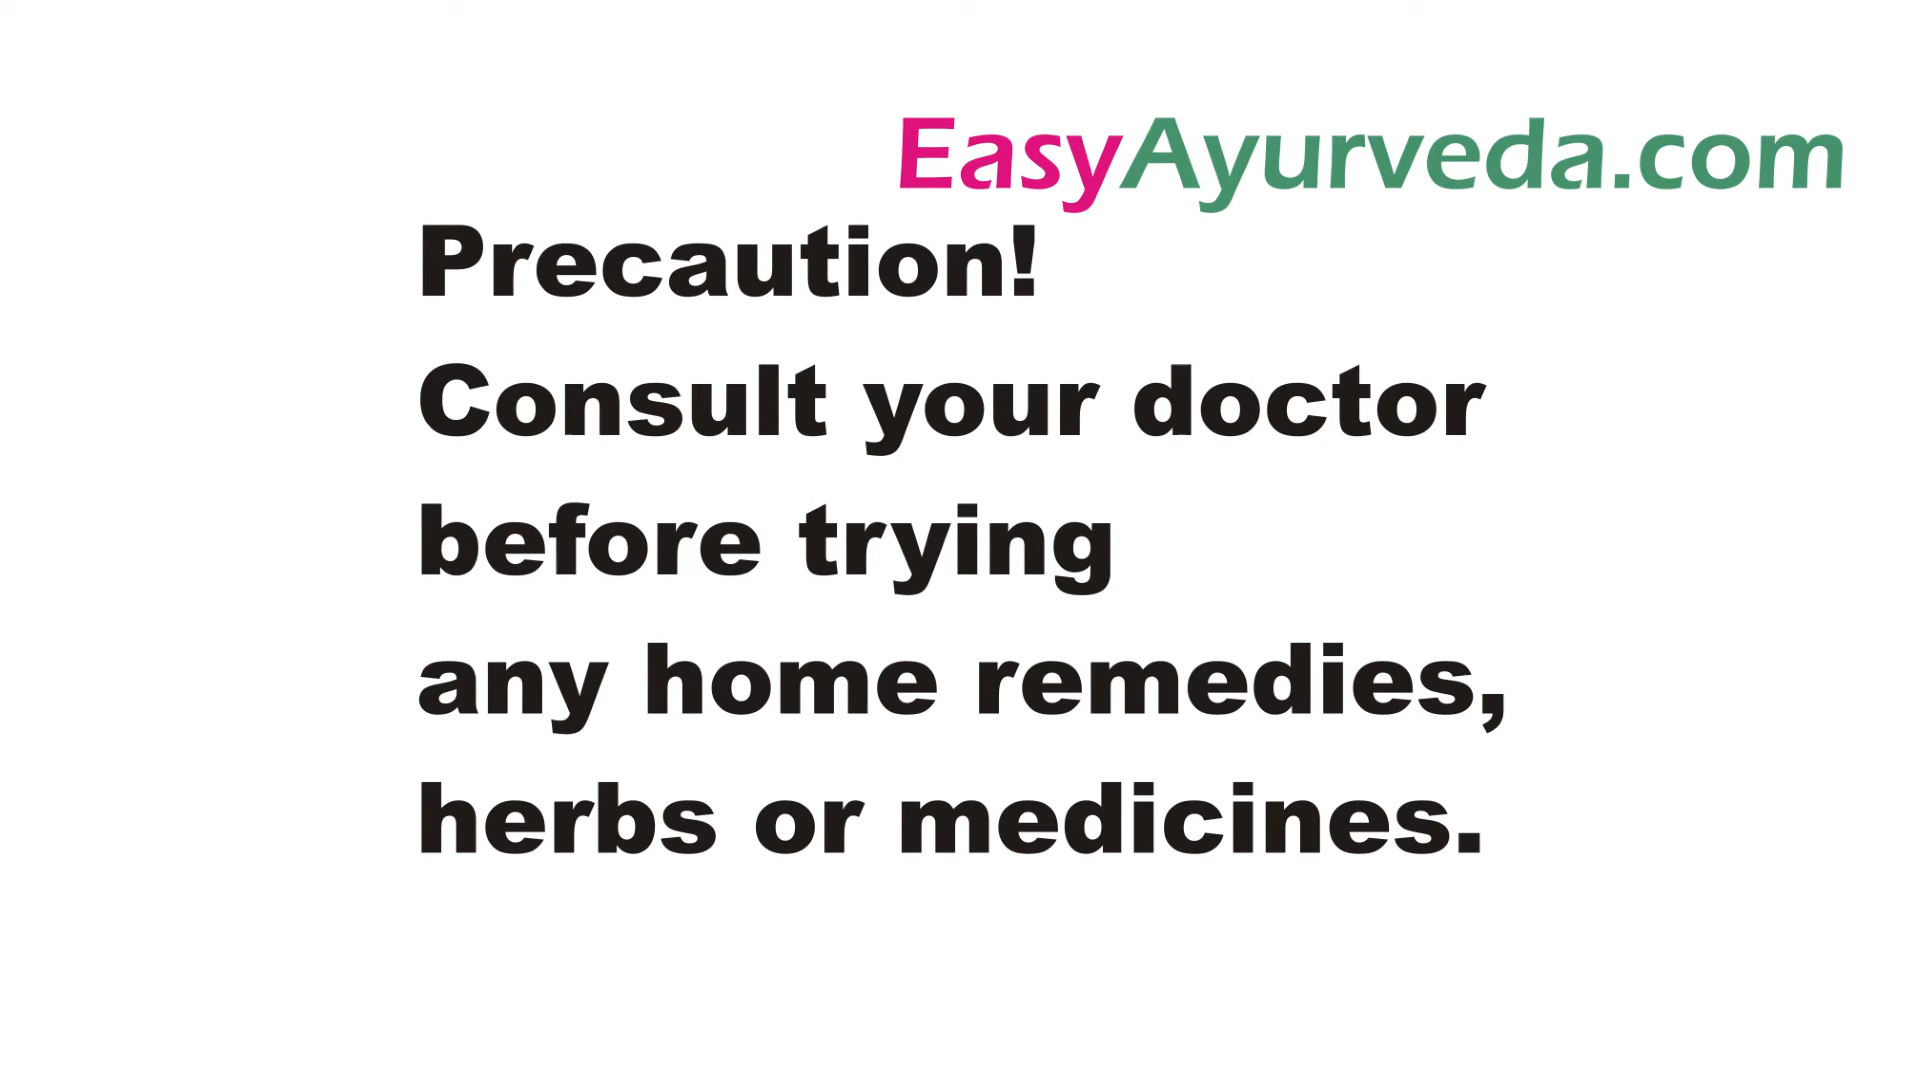 EasyAyurveda.com
Precaution!
Consult your doctor
before trying
any home remedies,
herbs or medicines.